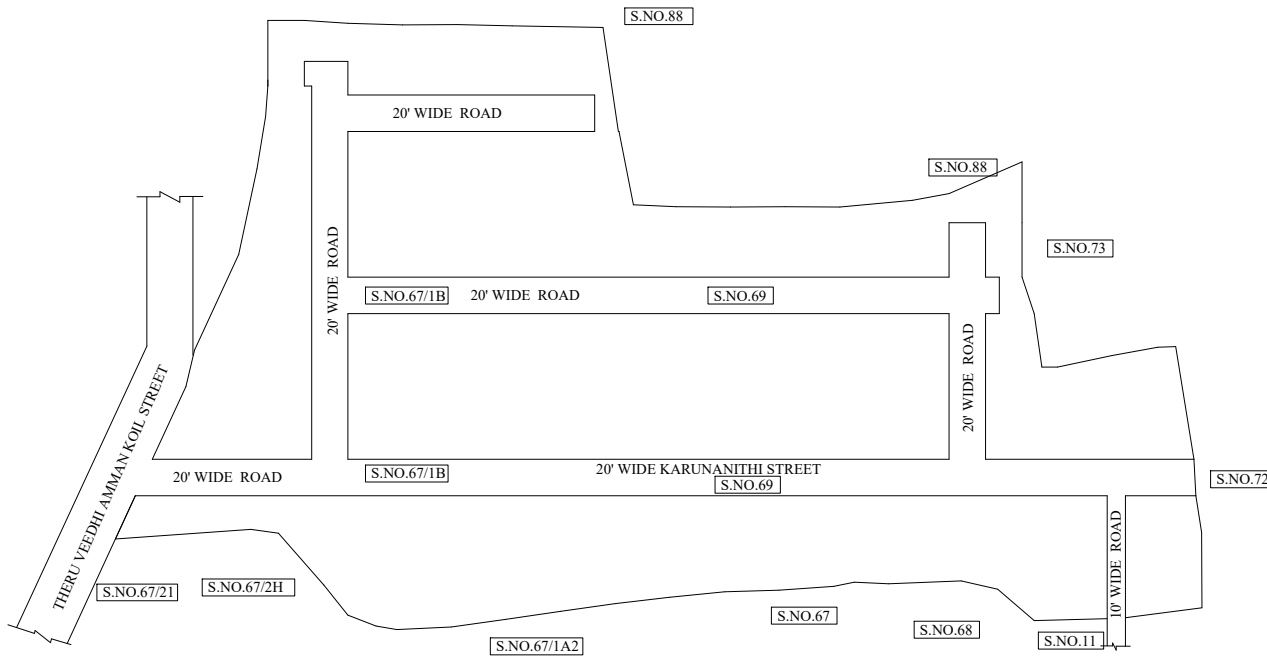 S.NO.88
20' WIDE  ROAD
S.NO.88
20' WIDE  ROAD
S.NO.73
S.NO.67/1B
20' WIDE  ROAD
S.NO.69
20' WIDE  ROAD
THERU VEEDHI AMMAN KOIL STREET
20' WIDE  ROAD
S.NO.67/1B
20' WIDE KARUNANITHI STREET
S.NO.69
S.NO.72
10' WIDE  ROAD
S.NO.67/21
S.NO.67/2H
S.NO.67
S.NO.68
S.NO.11
S.NO.67/1A2